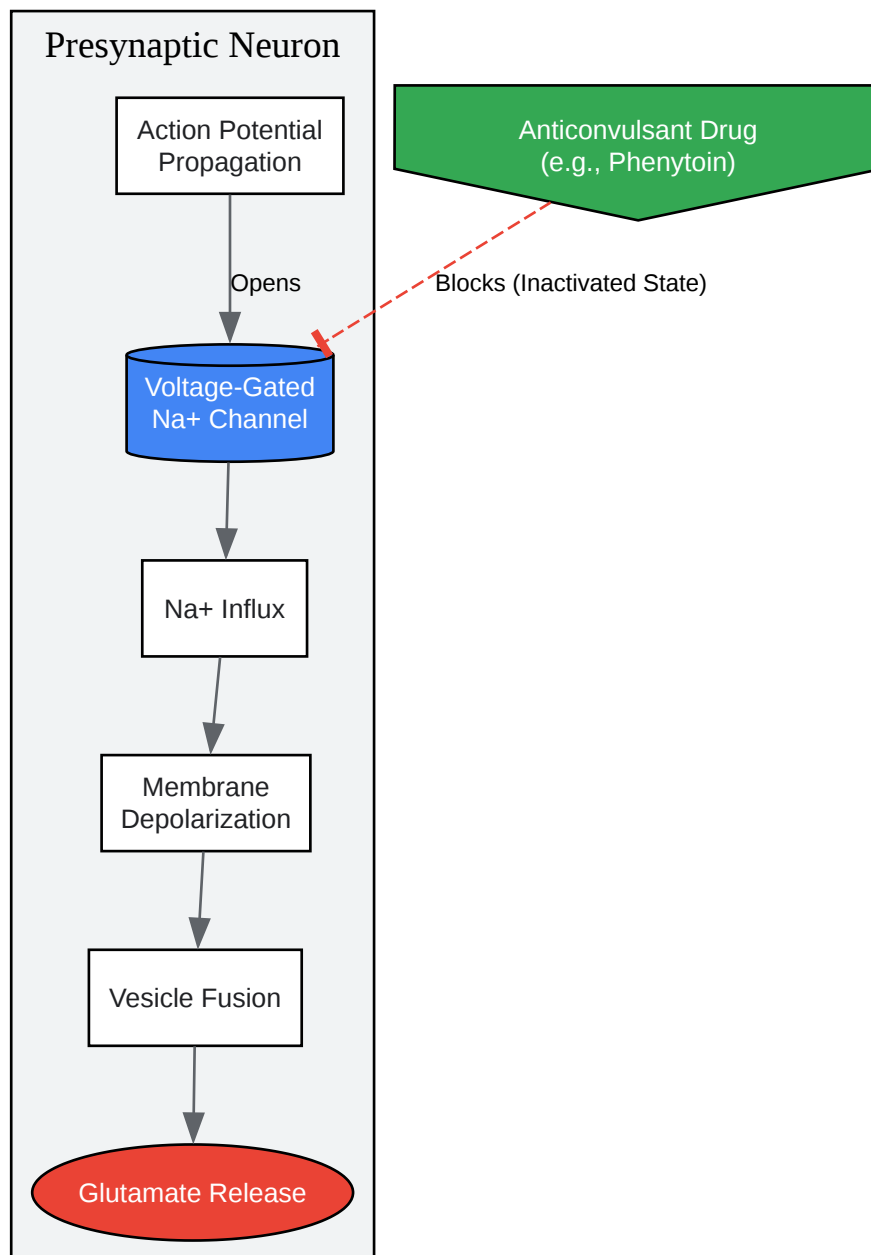 Presynaptic Neuron
Action Potential
Propagation
Anticonvulsant Drug
(e.g., Phenytoin)
Opens
Blocks (Inactivated State)
Voltage-Gated
Na+ Channel
Na+ Influx
Membrane
Depolarization
Vesicle Fusion
Glutamate Release